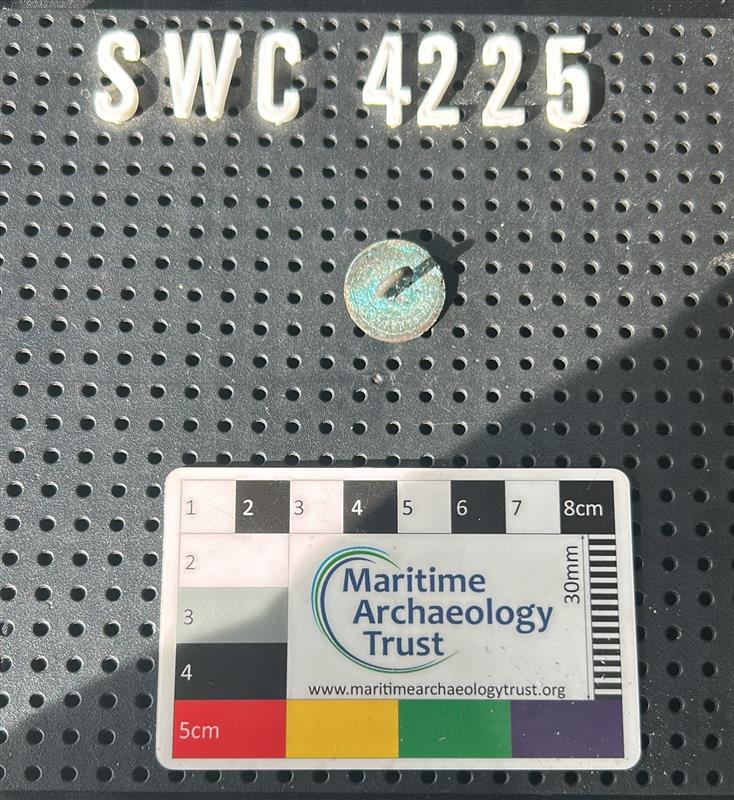 SWC 4225
1 2 3 4 5 6 7 8cm
2
3
4
5cm
30mm
Maritime
Archaeology
Trust
www.maritimearchaeologytrust.org